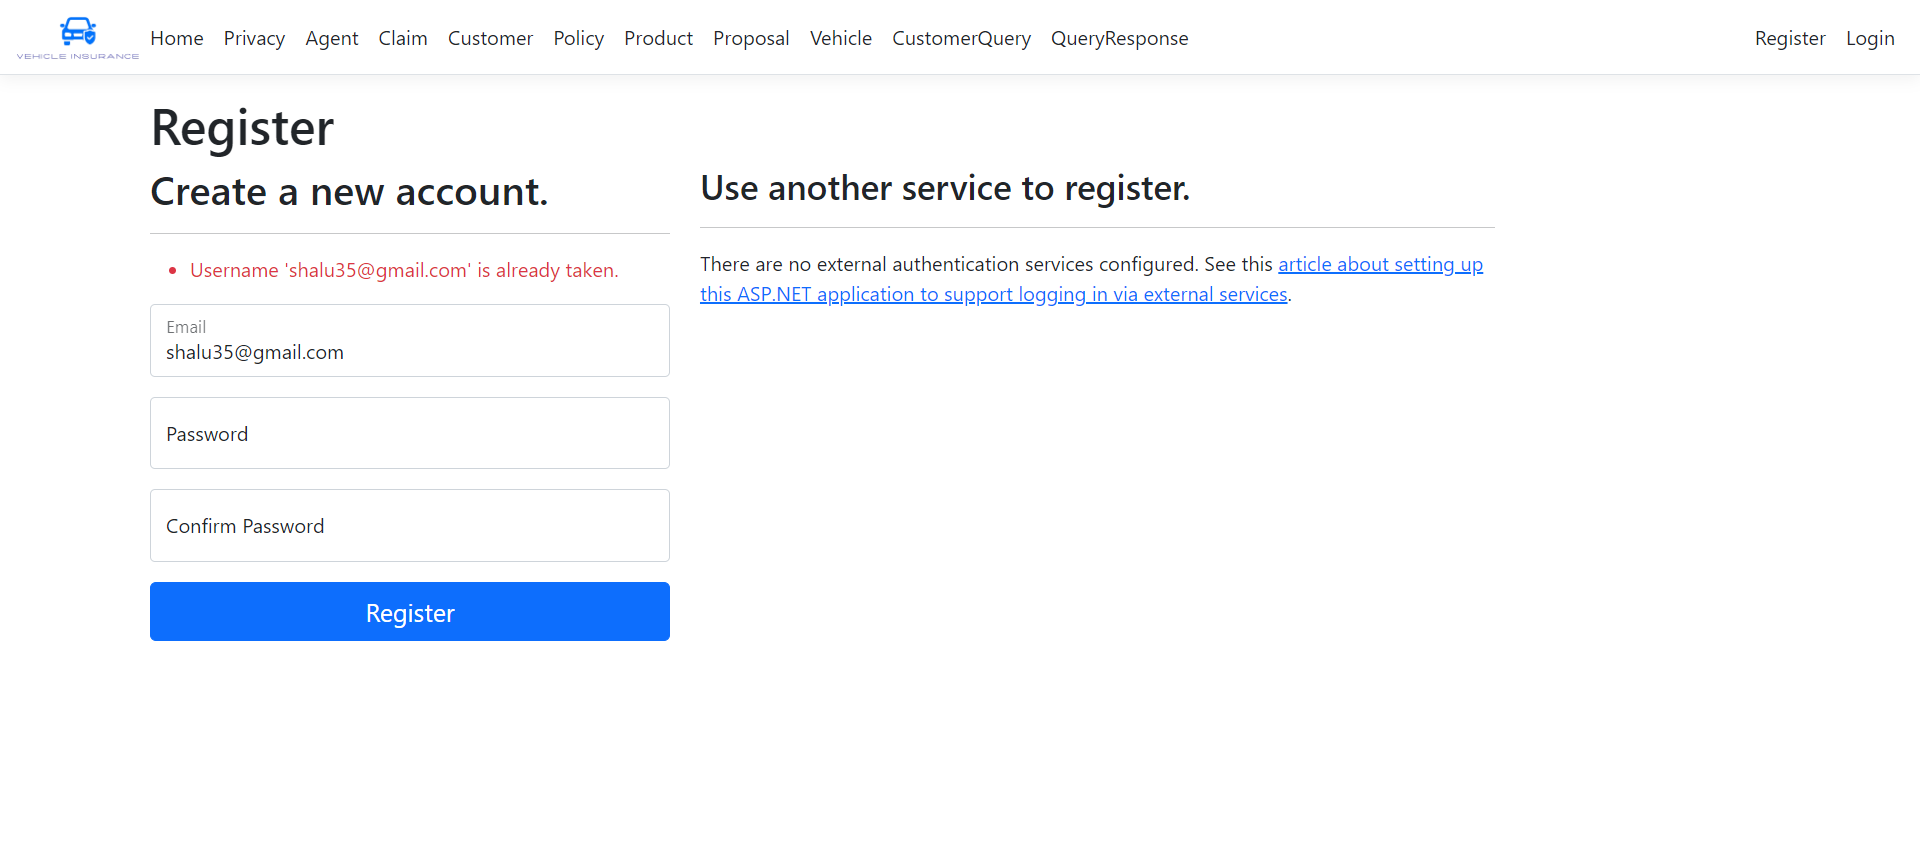 VEHICLE INSURANCE
Home Privacy Agent Claim Customer Policy Product Proposal Vehicle CustomerQuery QueryResponse Register Login
Register
Create a new account.
Username 'shalu35@gmail.com' is already taken.
Email
shalu35@gmail.com
Password
Confirm Password
Register
Use another service to register.
There are no external authentication services configured. See this article about setting up
this ASP.NET application to support logging in via external services.